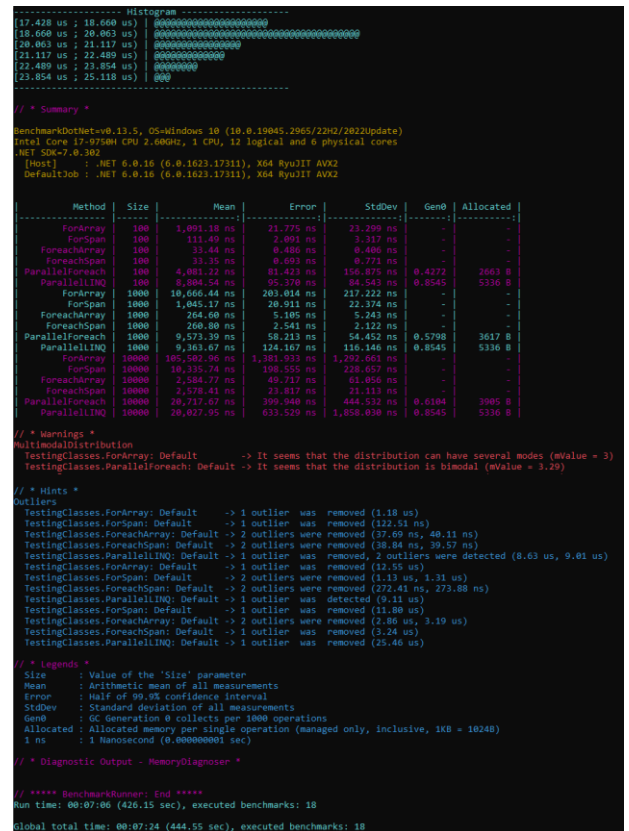 -------------------- Histogram --------------------
[17.428 us ; 18.660 us) | @@@@@@@@@@@@@@@@@@@@@
[18.660 us ; 20.063 us) | @@@@@@@@@@@@@@@@@@@@@@@@@@@@@@@@@@@@@@
[20.063 us ; 21.117 us) | @@@@@@@@@@@@@@@@
[21.117 us ; 22.489 us) | @@@@@@@@@@@@@
[22.489 us ; 23.854 us) | @@@@@@@@
[23.854 us ; 25.118 us) | @@@
---------------------------------------------------
// * Summary *
BenchmarkDotNet=v0.13.5, OS=Windows 10 (10.0.19045.2965/22H2/2022Update)
Intel Core i7-9750H CPU 2.60GHz, 1 CPU, 12 logical and 6 physical cores
.NET SDK=7.0.302
[Host]     : .NET 6.0.16 (6.0.1623.17311), X64 RyuJIT AVX2
DefaultJob : .NET 6.0.16 (6.0.1623.17311), X64 RyuJIT AVX2
| Method | Size | Mean | Error | StdDev | Gen0 | Allocated |
|---------------- |------ |--------------:|-------------:|-------------:|-------:|----------:|
| ForArray | 100 | 1,091.18 ns | 21.775 ns | 23.299 ns | - | - |
| ForSpan | 100 | 111.49 ns | 2.091 ns | 3.317 ns | - | - |
| ForeachArray | 100 | 33.44 ns | 0.486 ns | 0.406 ns | - | - |
| ForeachSpan | 100 | 33.35 ns | 0.693 ns | 0.771 ns | - | - |
| ParallelForeach | 100 | 4,081.22 ns | 81.423 ns | 156.875 ns | 0.4272 | 2663 B |
| ParallelLINQ | 100 | 8,804.54 ns | 95.370 ns | 84.543 ns | 0.8545 | 5336 B |
| ForArray | 1000 | 10,666.44 ns | 203.014 ns | 217.222 ns | - | - |
| ForSpan | 1000 | 1,045.17 ns | 20.911 ns | 22.374 ns | - | - |
| ForeachArray | 1000 | 264.60 ns | 5.105 ns | 5.243 ns | - | - |
| ForeachSpan | 1000 | 260.80 ns | 2.541 ns | 2.122 ns | - | - |
| ParallelForeach | 1000 | 9,573.39 ns | 58.213 ns | 54.452 ns | 0.5798 | 3617 B |
| ParallelLINQ | 1000 | 9,363.67 ns | 124.167 ns | 116.146 ns | 0.8545 | 5336 B |
| ForArray | 10000 | 105,502.96 ns | 1,381.933 ns | 1,292.661 ns | - | - |
| ForSpan | 10000 | 10,335.74 ns | 198.555 ns | 228.657 ns | - | - |
| ForeachArray | 10000 | 2,584.77 ns | 49.717 ns | 61.056 ns | - | - |
| ForeachSpan | 10000 | 2,578.41 ns | 23.817 ns | 21.113 ns | - | - |
| ParallelForeach | 10000 | 20,717.67 ns | 399.940 ns | 444.532 ns | 0.6104 | 3905 B |
| ParallelLINQ | 10000 | 20,027.95 ns | 633.529 ns | 1,858.030 ns | 0.8545 | 5336 B |
// * Warnings *
MultimodalDistribution
TestingClasses.ForArray: Default        -> It seems that the distribution can have several modes (mValue = 3)
TestingClasses.ParallelForeach: Default -> It seems that the distribution is bimodal (mValue = 3.29)
// * Hints *
Outliers
TestingClasses.ForArray: Default     -> 1 outlier  was  removed (1.18 us)
TestingClasses.ForSpan: Default      -> 1 outlier  was  removed (122.51 ns)
TestingClasses.ForeachArray: Default -> 2 outliers were removed (37.69 ns, 40.11 ns)
TestingClasses.ForeachSpan: Default  -> 2 outliers were removed (38.84 ns, 39.57 ns)
TestingClasses.ParallelLINQ: Default -> 1 outlier  was  removed, 2 outliers were detected (8.63 us, 9.01 us)
TestingClasses.ForArray: Default     -> 1 outlier  was  removed (12.55 us)
TestingClasses.ForSpan: Default      -> 2 outliers were removed (1.13 us, 1.31 us)
TestingClasses.ForeachSpan: Default  -> 2 outliers were removed (272.41 ns, 273.88 ns)
TestingClasses.ParallelLINQ: Default -> 1 outlier  was  detected (9.11 us)
TestingClasses.ForSpan: Default      -> 1 outlier  was  removed (11.80 us)
TestingClasses.ForeachArray: Default -> 2 outliers were removed (2.86 us, 3.19 us)
TestingClasses.ForeachSpan: Default  -> 1 outlier  was  removed (3.24 us)
TestingClasses.ParallelLINQ: Default -> 1 outlier  was  removed (25.46 us)
// * Legends *
Size      : Value of the 'Size' parameter
Mean      : Arithmetic mean of all measurements
Error     : Half of 99.9% confidence interval
StdDev    : Standard deviation of all measurements
Gen0      : GC Generation 0 collects per 1000 operations
Allocated : Allocated memory per single operation (managed only, inclusive, 1KB = 1024B)
1 ns      : 1 Nanosecond (0.000000001 sec)
// * Diagnostic Output - MemoryDiagnoser *
// ***** BenchmarkRunner: End *****
Run time: 00:07:06 (426.15 sec), executed benchmarks: 18
Global total time: 00:07:24 (444.55 sec), executed benchmarks: 18